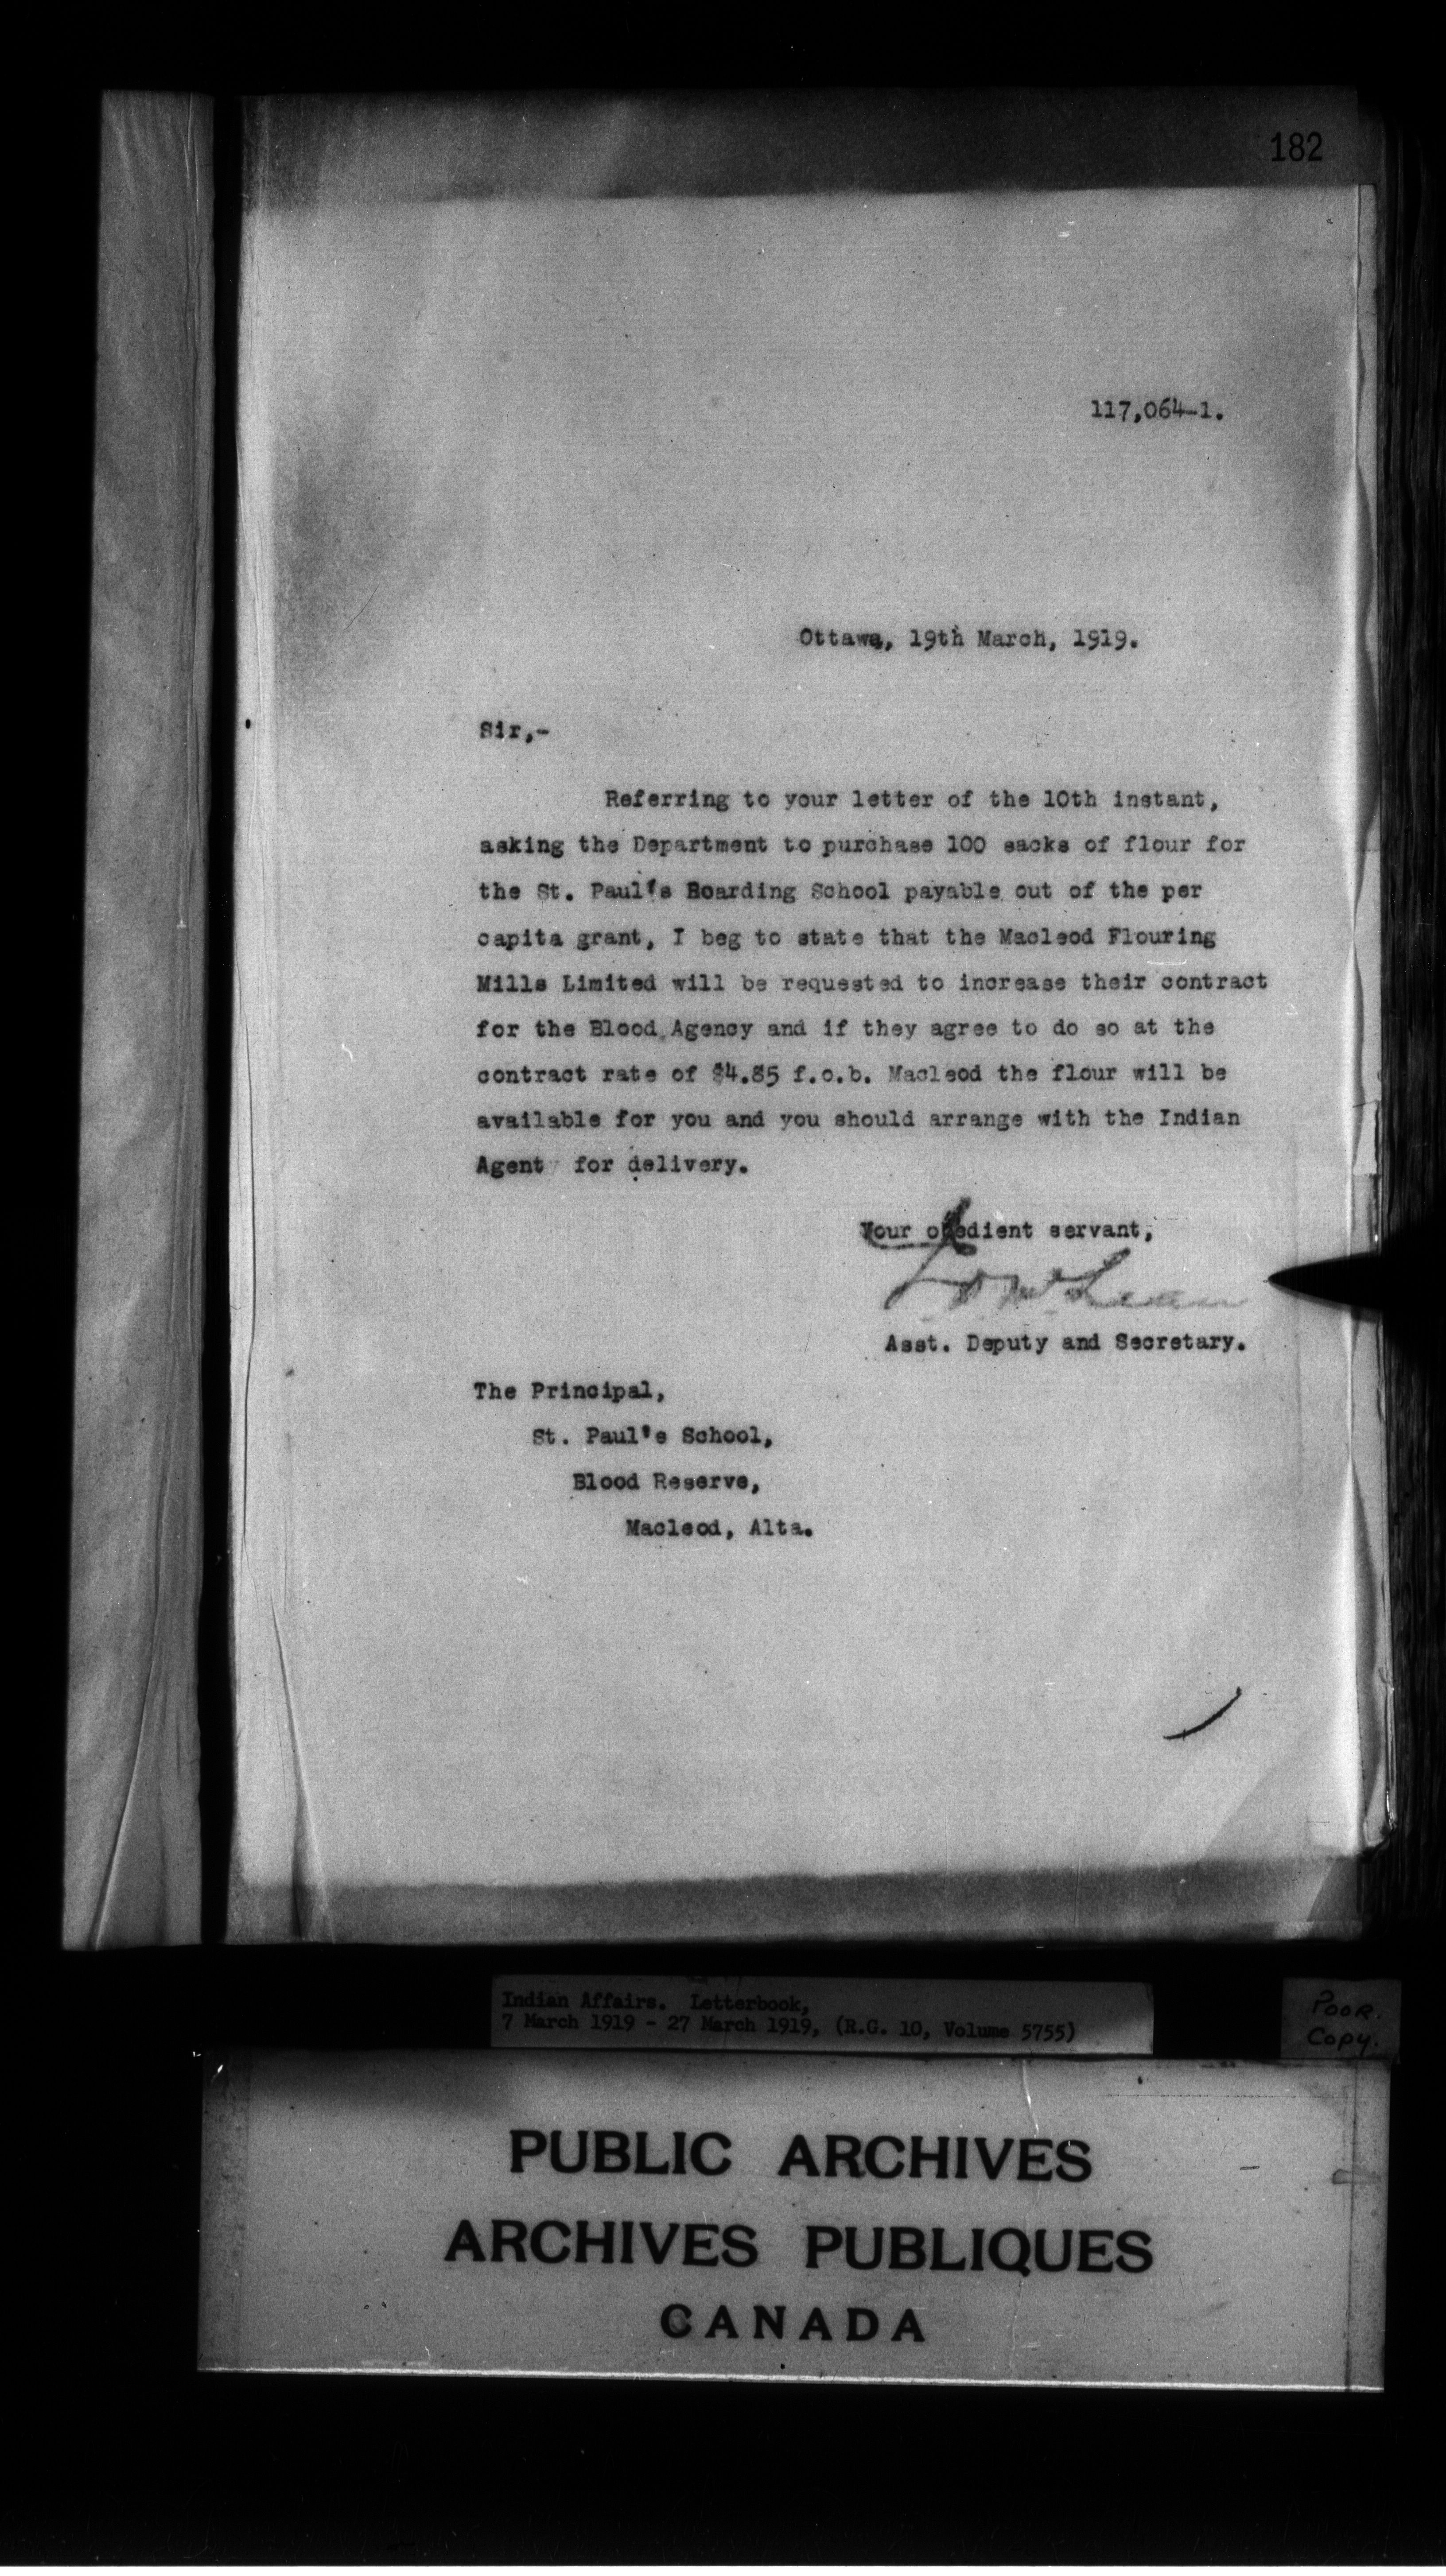 182
117,064-1.
Ottawa, 19th March, 1919.
Sir,-
Referring to your letter of the 10th instant,
asking the Department to purchase 100 sacks of flour for
the St. Paul's Boarding School payable out of the per
capita grant, I beg to state that the Macleod Flouring
Mills Limited will be requested to increase their contract
for the Blood Agency and if they agree to do so at the
contract rate of $4.85 f.o.b. Macleod the flour will be
available for you and you should arrange with the Indian
Agent for delivery.
Your obedient servant,
Asst. Deputy and Secretary.
The Principal,
St. Paul's School,
Blood Reserve,
Macleod, Alta.
Indian Affairs. Letterbook,
7 March 1919 - 27 March 1919, (R.G. 10, Volume 5755)
Poor.
Copy.
PUBLIC ARCHIVES
ARCHIVES PUBLIQUES
CANADA